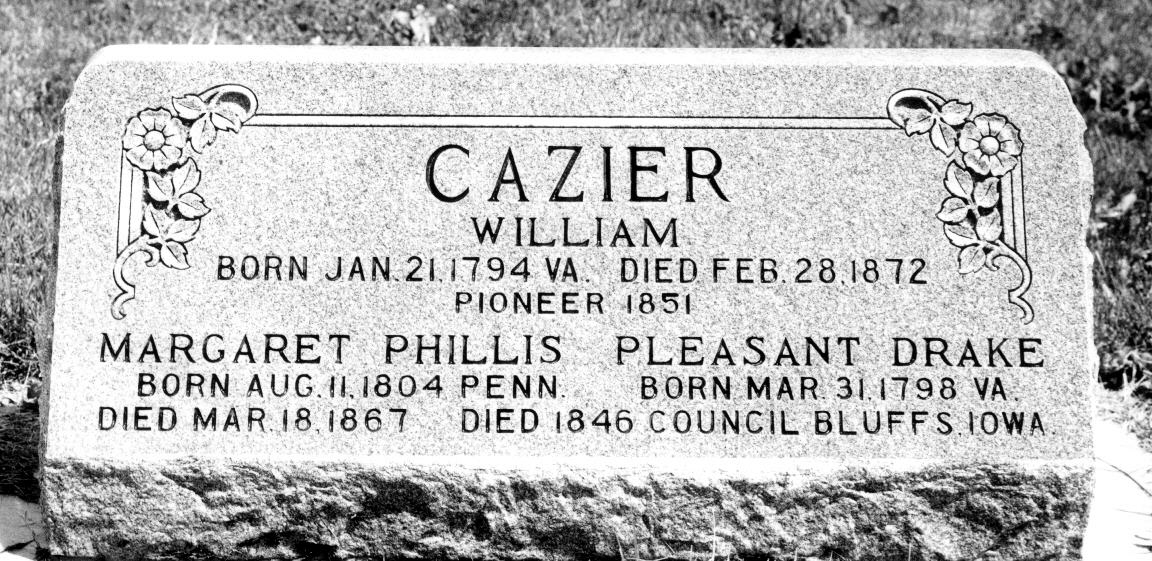 CAZIER
WILLIAM
BORN JAN. 21, 1794 VA. DIED FEB. 28, 1872
PIONEER 1851
MARGARET PHILLIS PLEASANT DRAKE
BORN AUG. 11, 1804 PENN. BORN MAR. 31, 1798 VA.
DIED MAR. 18, 1867 DIED 1846 COUNCIL BLUFFS, IOWA.